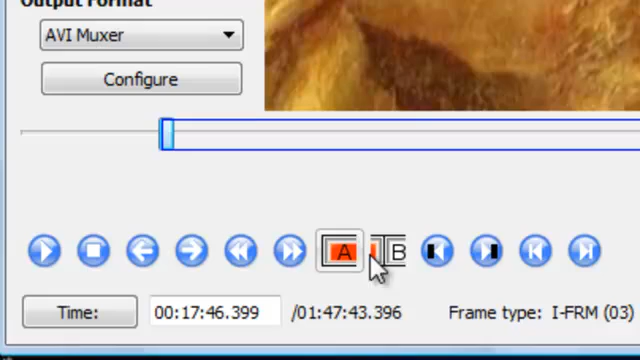 Output Format
AVI Muxer
Configure
A
B
Time:
00:17:46.399
/01:47:43.396
Frame type: I-FRM (03)